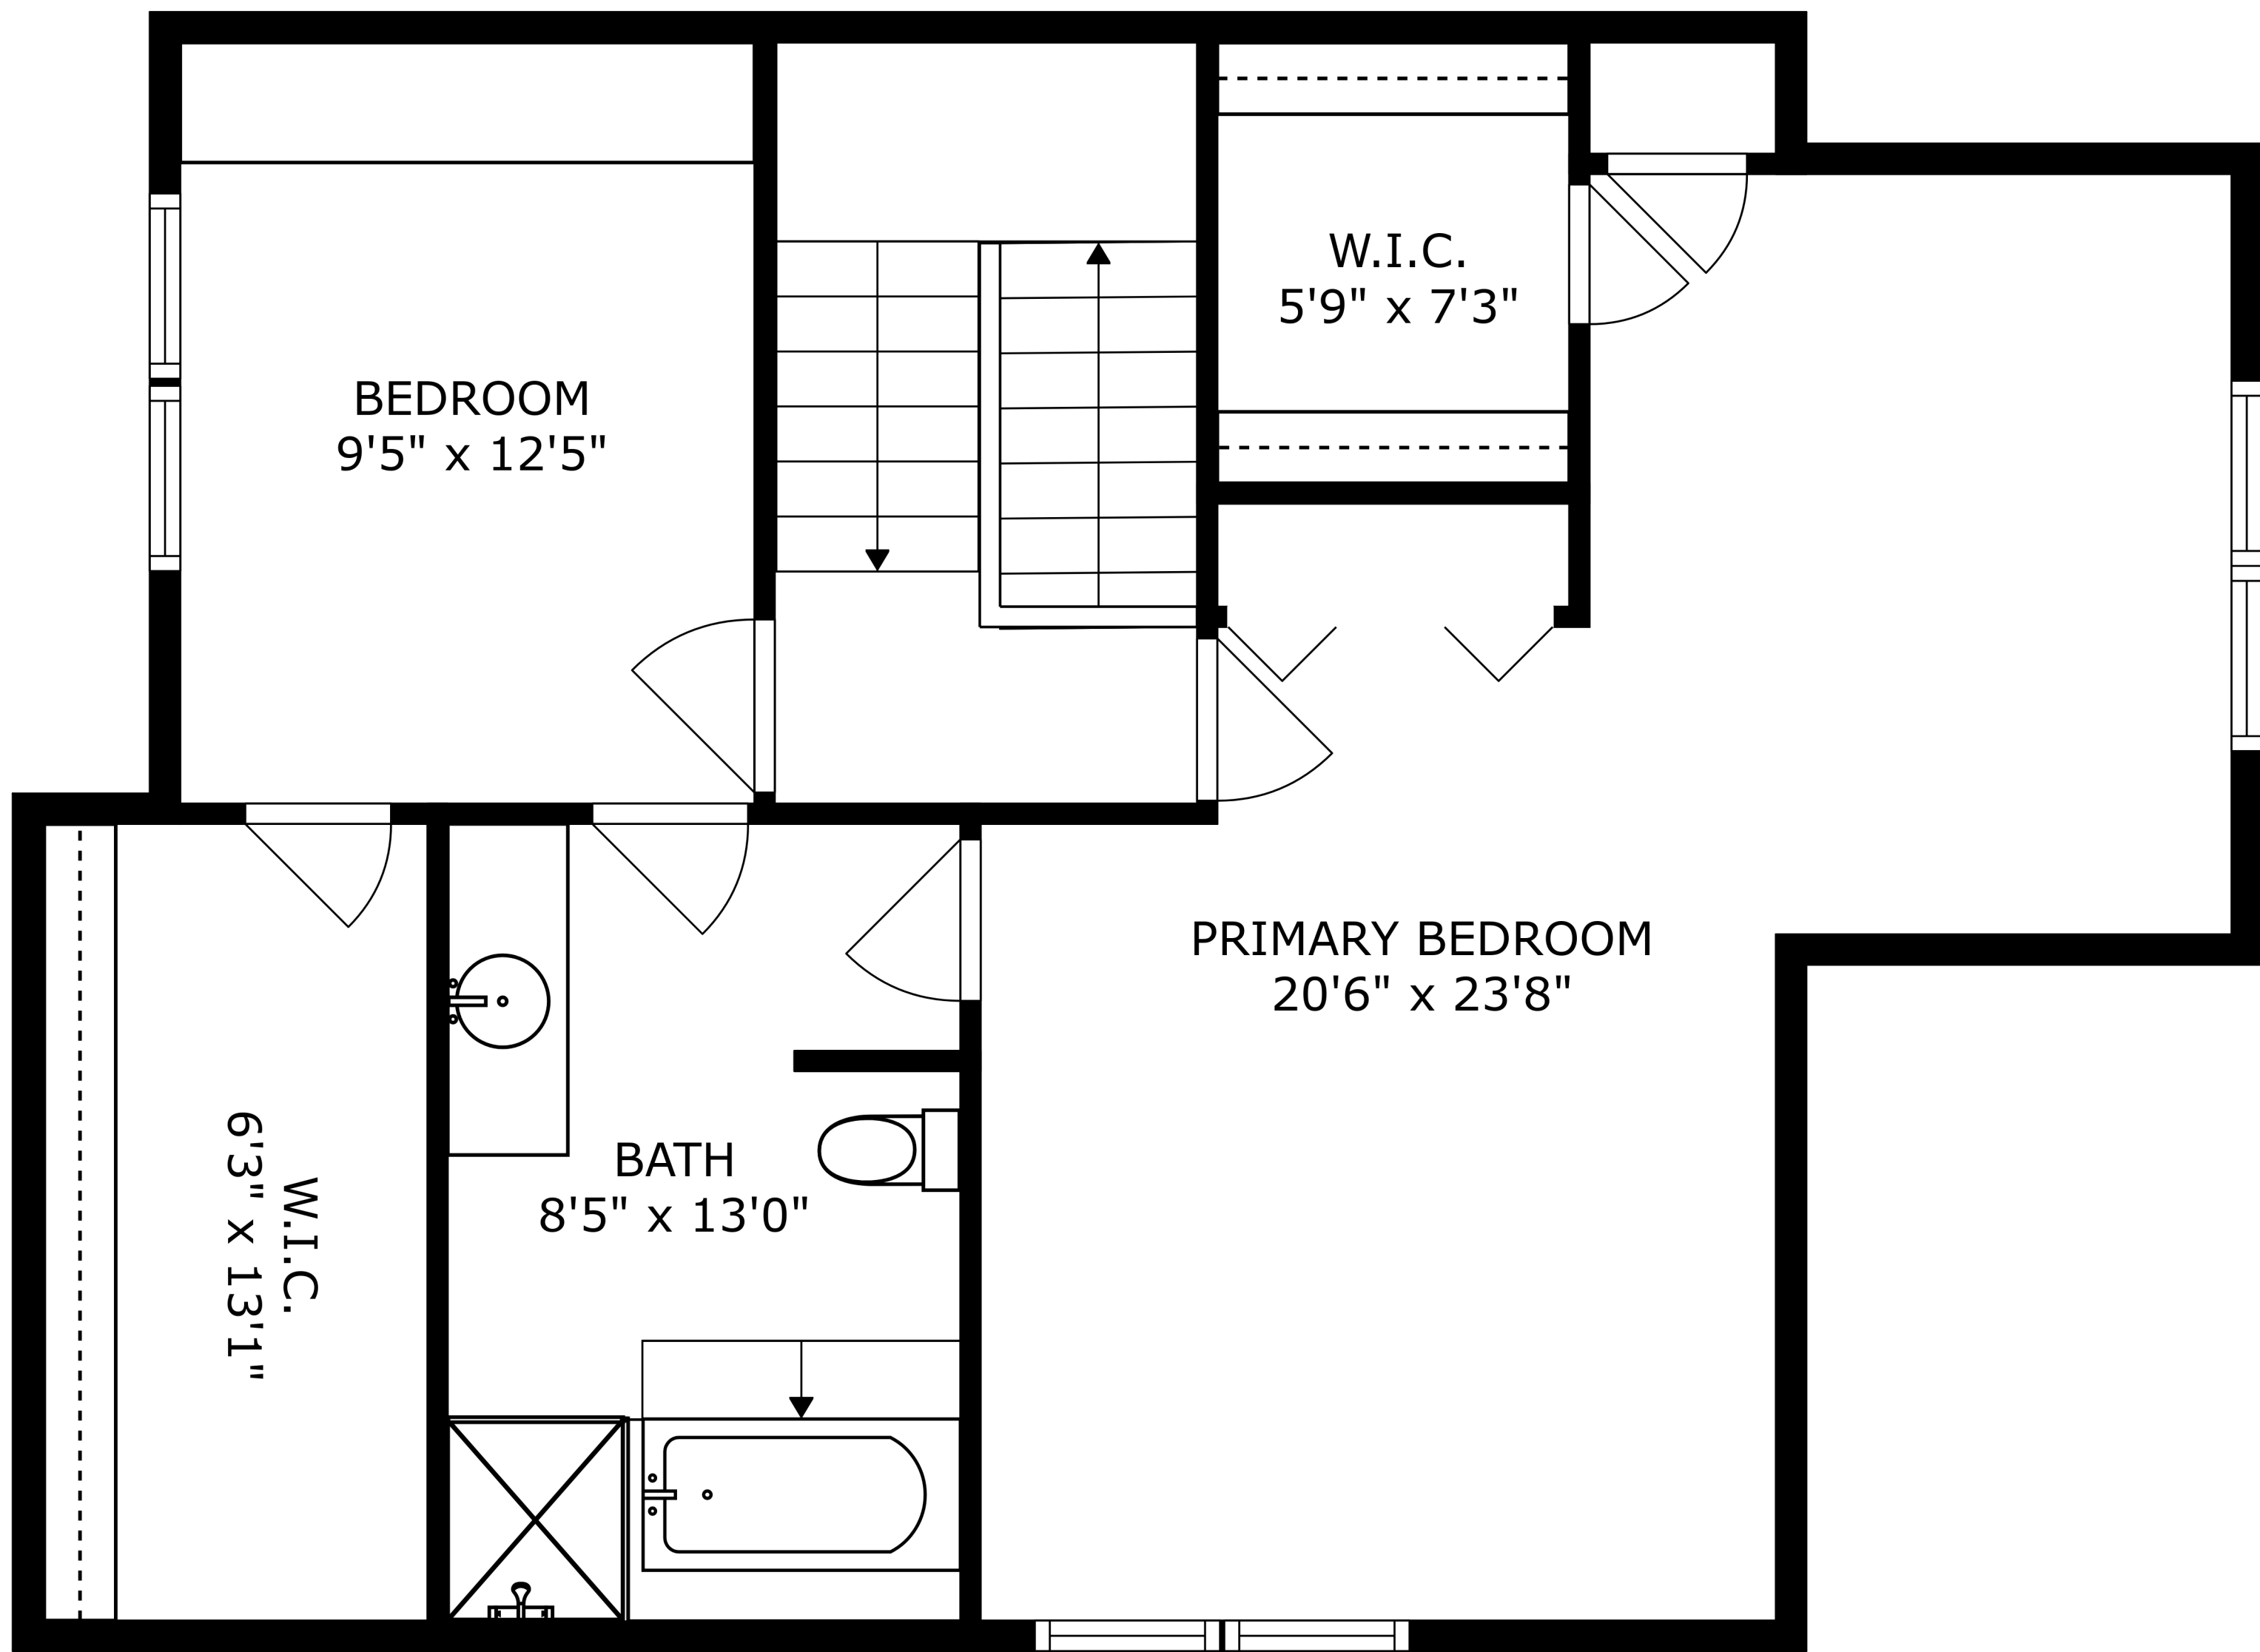 W.I.C.
5'9" x 7'3"
BEDROOM
9'5" x 12'5"
PRIMARY BEDROOM
20'6" x 23'8"
BATH
8'5" x 13'0"
W.I.C.
6'3" x 13'1"